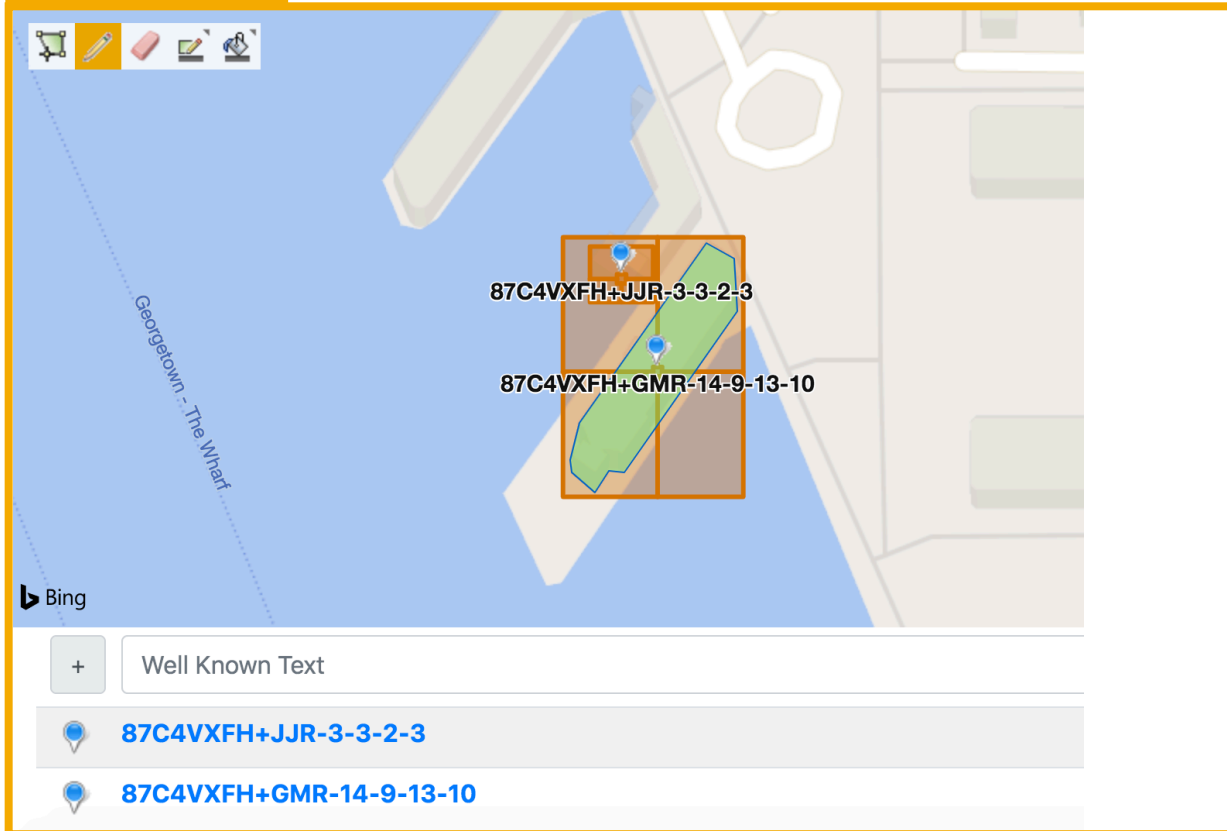 87C4VXFH+JJR-3-3-2-3
87C4VXFH+GMR-14-9-13-10
Georgetown - The Wharf
Bing
+ Well Known Text
87C4VXFH+JJR-3-3-2-3
87C4VXFH+GMR-14-9-13-10